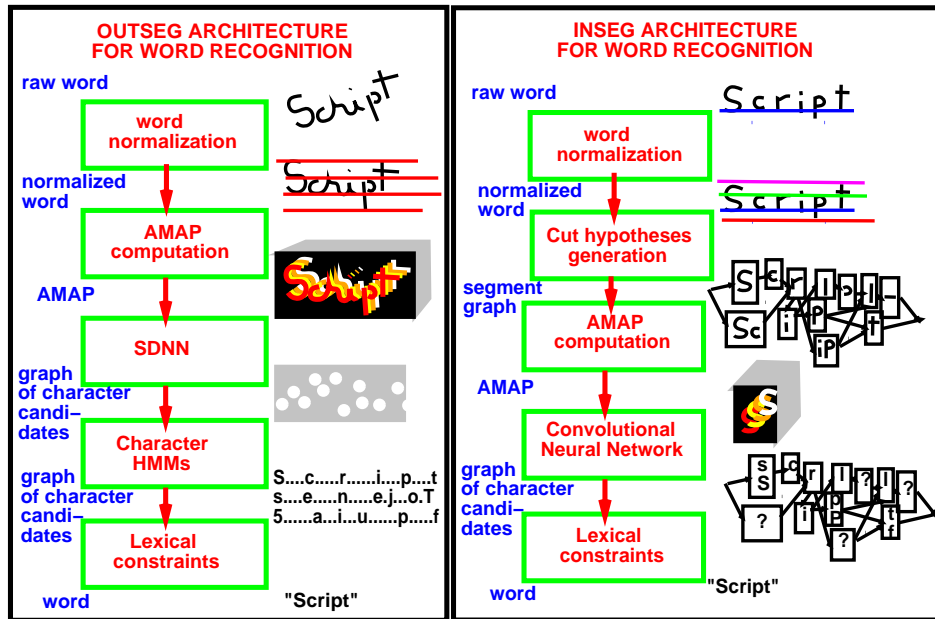 OUTSEG ARCHITECTURE
FOR WORD RECOGNITION
raw word
Script
word
normalization
normalized
word
Script
AMAP
computation
Script
AMAP
SDNN
graph
of character
candi–
dates
Character
HMMs
graph
of character
candi–
dates
S....c.....r......i...p....t
s....e.....n....e.j...o.T
5......a...i...u......p.....f
Lexical
constraints
word
"Script"
INSEG ARCHITECTURE
FOR WORD RECOGNITION
raw word
Script
word
normalization
normalized
word
Script
Cut hypotheses
generation
segment
graph
S c r I p l –
Sc i P t
iP
AMAP
computation
AMAP
S
Convolutional
Neural Network
graph
of character
candi–
dates
s S c r l ? l ?
? i p P t f
?
Lexical
constraints
word
"Script"